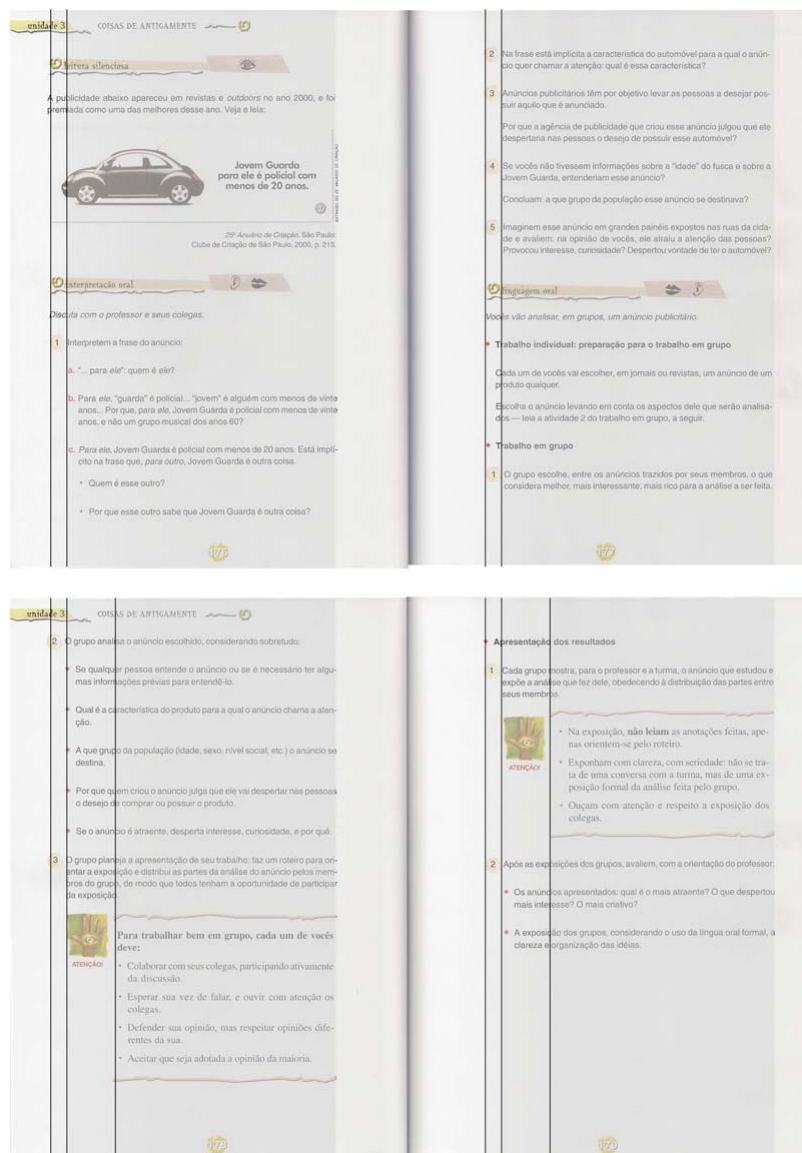 unidade 3 COISAS DE ANTIGAMENTE
leitura silenciosa
A publicidade abaixo apareceu em revistas e outdoors no ano 2000, e foi
premiada como uma das melhores desse ano. Veja e leia:
Jovem Guarda
para ele é policial com
menos de 20 anos.
25º Anuário de Criação. São Paulo:
Clube de Criação de São Paulo, 2000, p. 213.
interpretação oral
Discuta com o professor e seus colegas.
1 Interpretem a frase do anúncio:
a. "... para ele": quem é ele?
b. Para ele, "guarda" é policial... "jovem" é alguém com menos de vinte
anos... Por que, para ele, Jovem Guarda é policial com menos de vinte
anos, e não um grupo musical dos anos 60?
c. Para ele, Jovem Guarda é policial com menos de 20 anos. Está implí-
cito na frase que, para outro, Jovem Guarda é outra coisa.
• Quem é esse outro?
• Por que esse outro sabe que Jovem Guarda é outra coisa?
176
2 Na frase está implícita a característica do automóvel para a qual o anún-
cio quer chamar a atenção: qual é essa característica?
3 Anúncios publicitários têm por objetivo levar as pessoas a desejar pos-
suir aquilo que é anunciado.
Por que a agência de publicidade que criou esse anúncio julgou que ele
despertaria nas pessoas o desejo de possuir esse automóvel?
4 Se vocês não tivessem informações sobre a "idade" do fusca e sobre a
Jovem Guarda, entenderiam esse anúncio?
Concluam: a que grupo da população esse anúncio se destinava?
5 Imaginem esse anúncio em grandes painéis expostos nas ruas da cida-
de e avaliem: na opinião de vocês, ele atraiu a atenção das pessoas?
Provocou interesse, curiosidade? Despertou vontade de ter o automóvel?
linguagem oral
Vocês vão analisar, em grupos, um anúncio publicitário.
• Trabalho individual: preparação para o trabalho em grupo
Cada um de vocês vai escolher, em jornais ou revistas, um anúncio de um
produto qualquer.
Escolha o anúncio levando em conta os aspectos dele que serão analisa-
dos — leia a atividade 2 do trabalho em grupo, a seguir.
• Trabalho em grupo
1 O grupo escolhe, entre os anúncios trazidos por seus membros, o que
considera melhor, mais interessante, mais rico para a análise a ser feita.
177
unidade 3 COISAS DE ANTIGAMENTE
2 O grupo analisa o anúncio escolhido, considerando sobretudo:
• Se qualquer pessoa entende o anúncio ou se é necessário ter algu-
mas informações prévias para entendê-lo.
• Qual é a característica do produto para a qual o anúncio chama a aten-
ção.
• A que grupo da população (idade, sexo, nível social, etc.) o anúncio se
destina.
• Por que quem criou o anúncio julga que ele vai despertar nas pessoas
o desejo de comprar ou possuir o produto.
• Se o anúncio é atraente, desperta interesse, curiosidade, e por quê.
3 O grupo planeja a apresentação de seu trabalho: faz um roteiro para ori-
entar a exposição e distribui as partes da análise do anúncio pelos mem-
bros do grupo, de modo que todos tenham a oportunidade de participar
da exposição.
ATENÇÃO!
Para trabalhar bem em grupo, cada um de vocês
deve:
• Colaborar com seus colegas, participando ativamente
da discussão.
• Esperar sua vez de falar, e ouvir com atenção os
colegas.
• Defender sua opinião, mas respeitar opiniões dife-
rentes da sua.
• Aceitar que seja adotada a opinião da maioria.
178
• Apresentação dos resultados
1 Cada grupo mostra, para o professor e a turma, o anúncio que estudou e
expõe a análise que fez dele, obedecendo à distribuição das partes entre
seus membros.
ATENÇÃO!
• Na exposição, não leiam as anotações feitas, ape-
nas orientem-se pelo roteiro.
• Exponham com clareza, com seriedade: não se tra-
ta de uma conversa com a turma, mas de uma ex-
posição formal da análise feita pelo grupo.
• Ouçam com atenção e respeito a exposição dos
colegas.
2 Após as exposições dos grupos, avaliem, com a orientação do professor:
• Os anúncios apresentados: qual é o mais atraente? O que despertou
mais interesse? O mais criativo?
• A exposição dos grupos, considerando o uso da língua oral formal, a
clareza e organização das idéias.
179